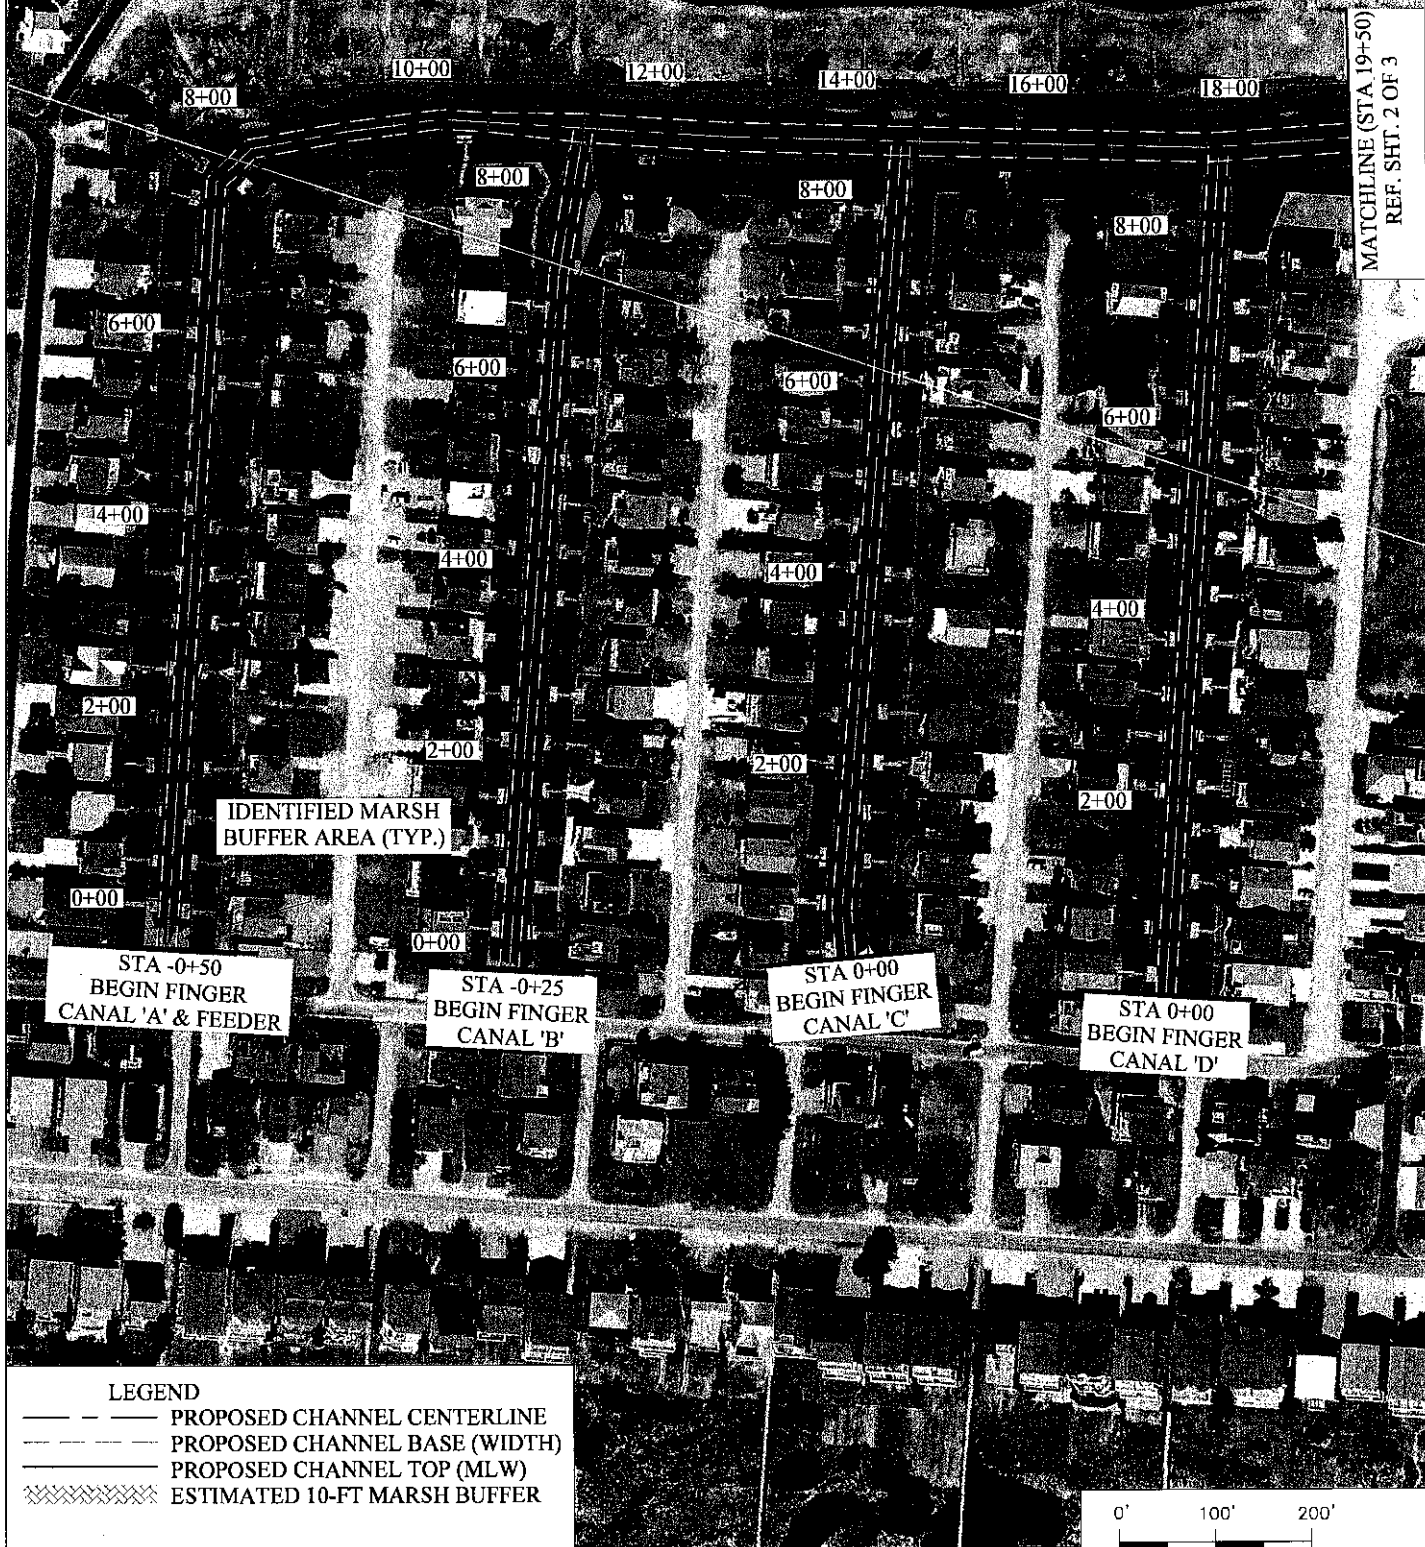 10+00
12+00
14+00
16+00
18+00
8+00
MATCHLINE (STA 19+50)
REF. SHT. 2 OF 3
8+00
8+00
8+00
6+00
6+00
6+00
6+00
4+00
4+00
4+00
4+00
2+00
2+00
2+00
2+00
IDENTIFIED MARSH
BUFFER AREA (TYP.)
0+00
0+00
STA -0+50
BEGIN FINGER
CANAL 'A' & FEEDER
STA -0+25
BEGIN FINGER
CANAL 'B'
STA 0+00
BEGIN FINGER
CANAL 'C'
STA 0+00
BEGIN FINGER
CANAL 'D'
LEGEND
PROPOSED CHANNEL CENTERLINE
PROPOSED CHANNEL BASE (WIDTH)
PROPOSED CHANNEL TOP (MLW)
ESTIMATED 10-FT MARSH BUFFER
0' 100' 200'